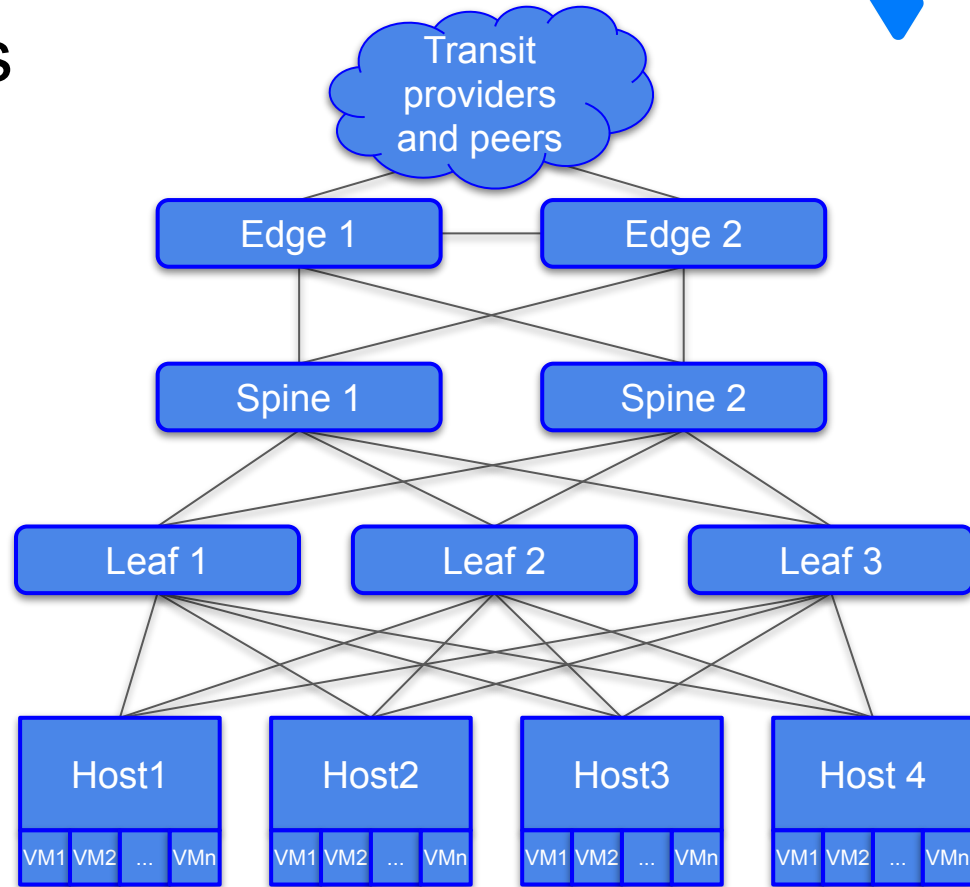 s
Transit
providers
and peers
Edge 1
Edge 2
Spine 1
Spine 2
Leaf 1
Leaf 2
Leaf 3
Host1
Host2
Host3
Host 4
VM1 VM2 ... VMn
VM1 VM2 ... VMn
VM1 VM2 ... VMn
VM1 VM2 ... VMn